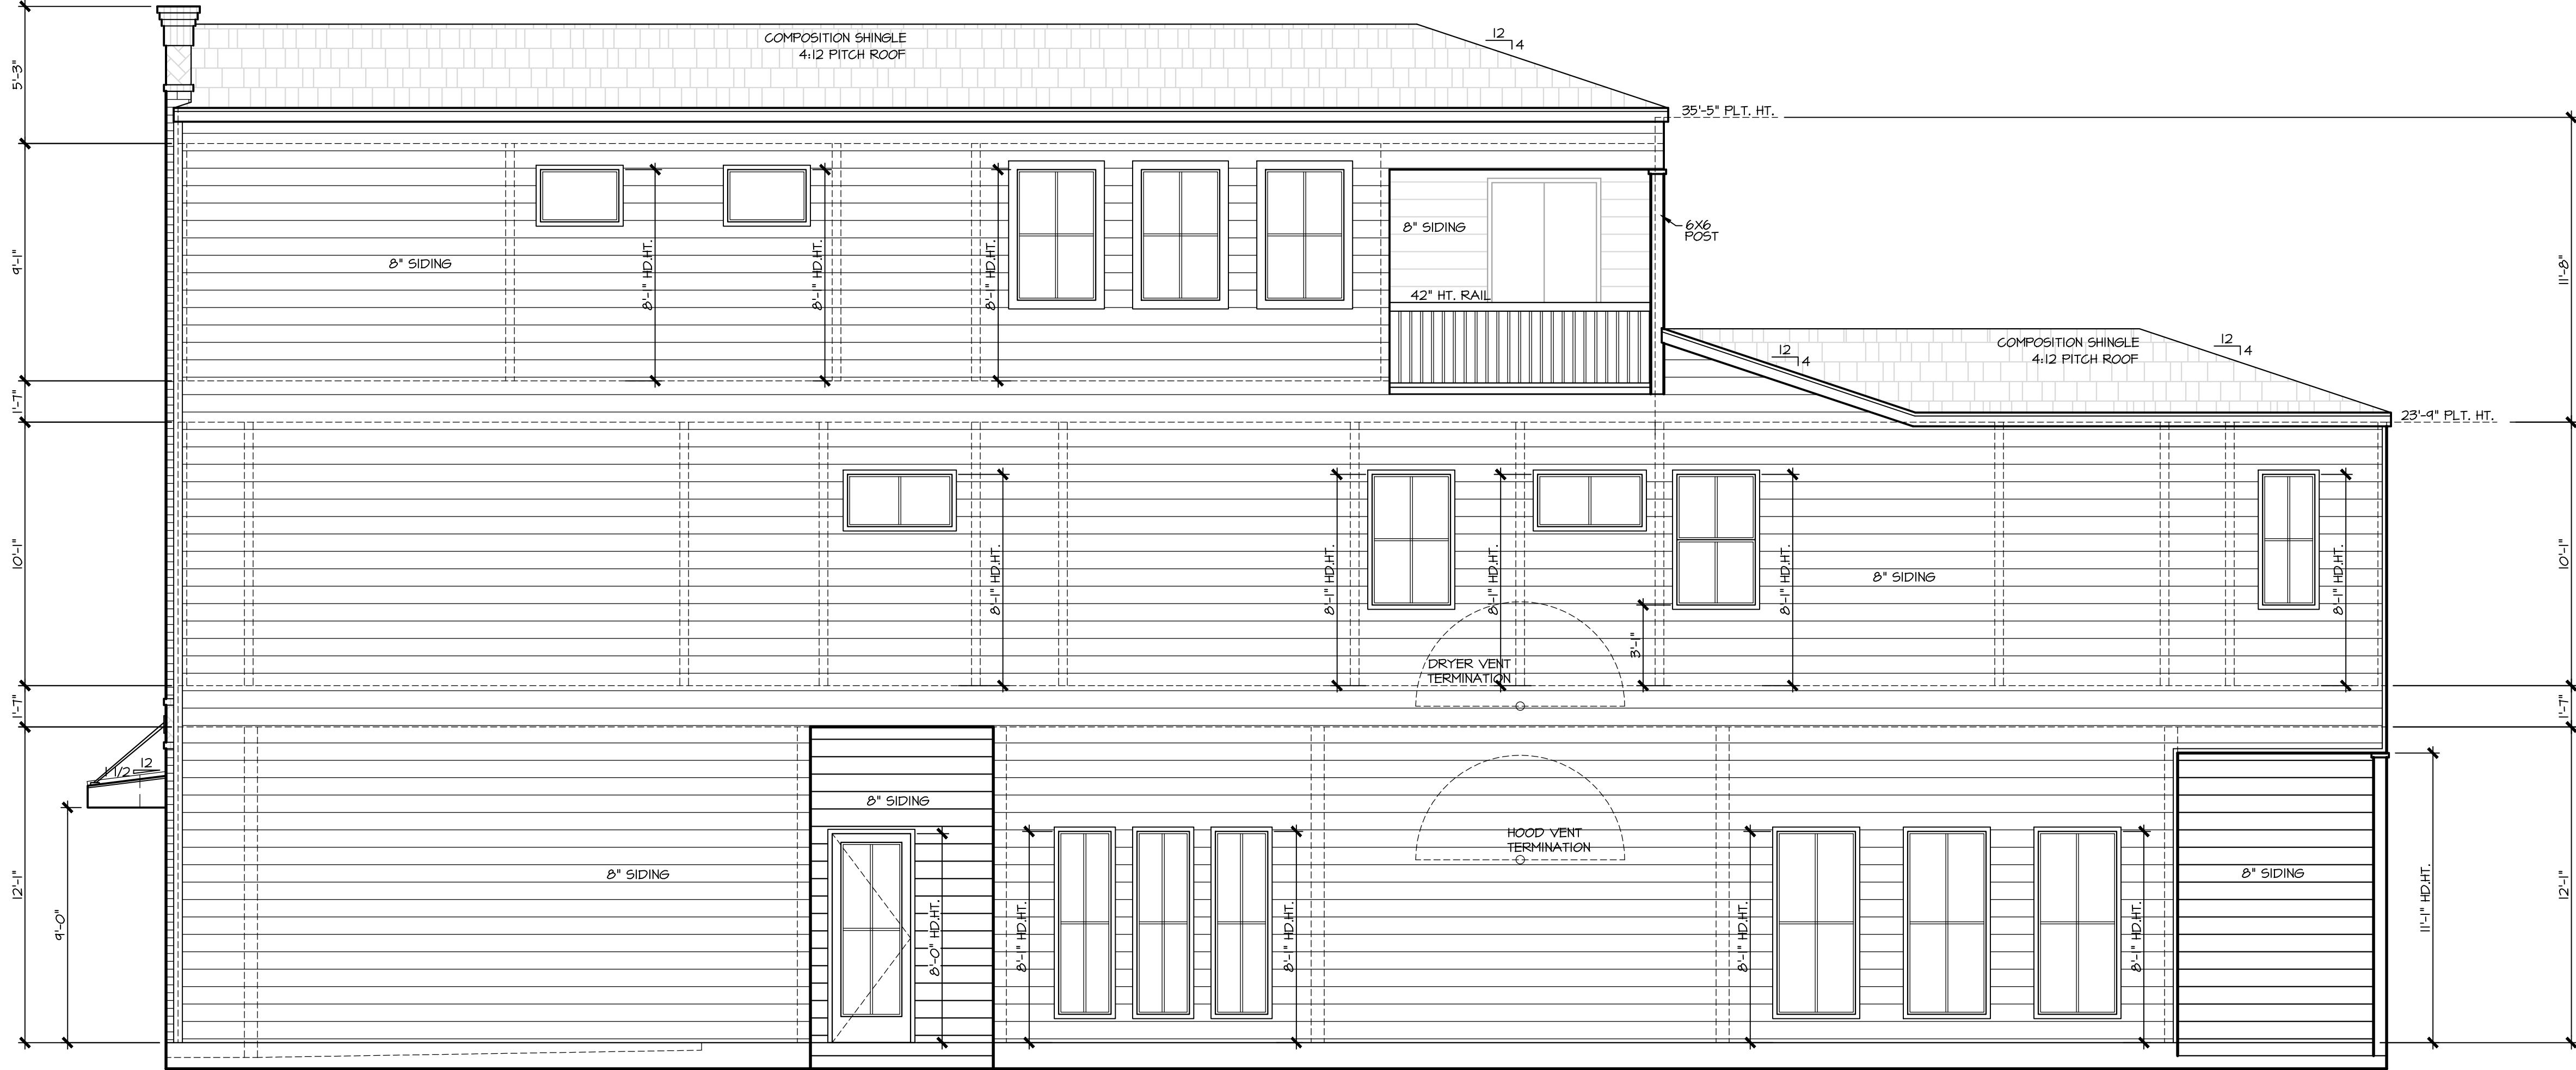 COMPOSITION SHINGLE
4:12 PITCH ROOF
12
4
5'-3"
35'-5" PLT. HT.
8" SIDING
6X6
POST
8" SIDING
9'-1"
8'-1" HD.HT.
8'-1" HD.HT.
8'-1" HD.HT.
11'-8"
42" HT. RAIL
12
4
COMPOSITION SHINGLE
4:12 PITCH ROOF
12
4
1'-7"
23'-9" PLT. HT.
10'-1"
8'-1" HD.HT.
8'-1" HD.HT.
8'-1" HD.HT.
8'-1" HD.HT.
8" SIDING
8'-1" HD.HT.
10'-1"
3'-1"
DRYER VENT
TERMINATION
1'-7"
1'-7"
12
1 1/2
8" SIDING
HOOD VENT
TERMINATION
8" SIDING
8" SIDING
12'-1"
9'-0"
8'-0" HD.HT.
8'-1" HD.HT.
8'-1" HD.HT.
8'-1" HD.HT.
8'-1" HD.HT.
11'-1" HD.HT.
12'-1"